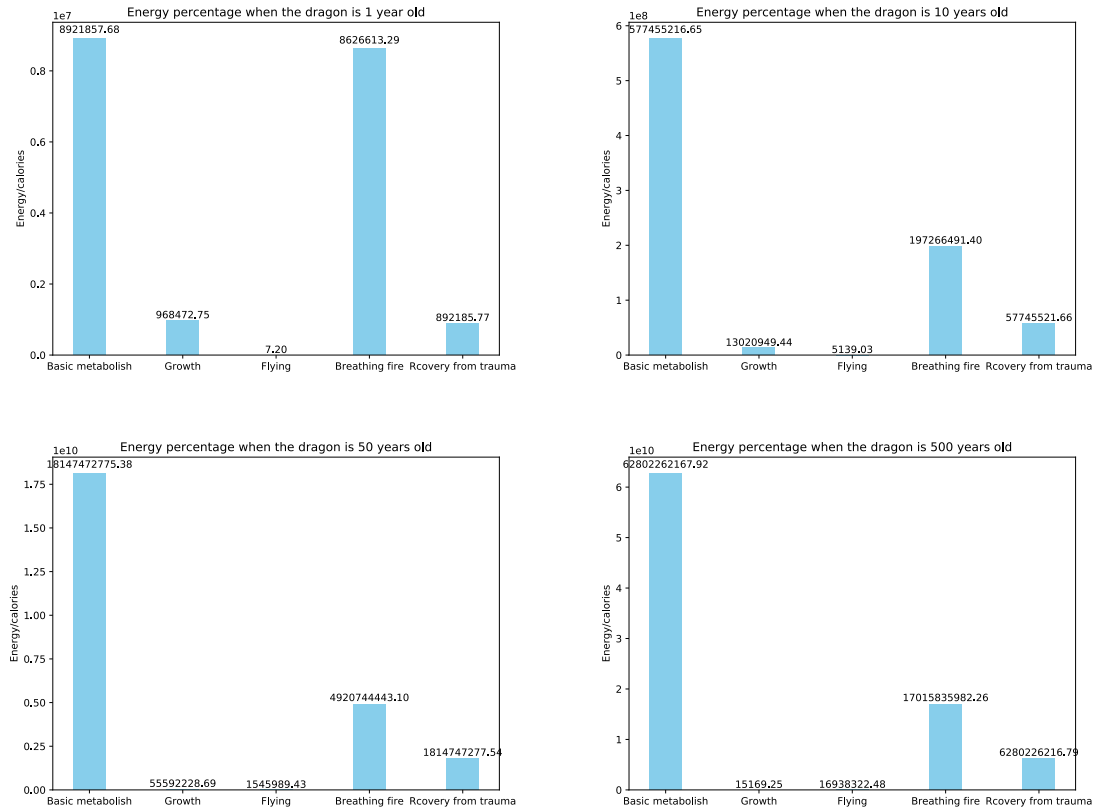 Energy percentage when the dragon is 1 year old
1e7
8921857.68
968472.75
7.20
8626613.29
892185.77
0.8
0.6
0.4
0.2
0.0
Energy/calories
Basic metabolish Growth Flying Breathing fire Rcovery from trauma
Energy percentage when the dragon is 10 years old
1e8
577455216.65
13020949.44
5139.03
197266491.40
57745521.66
6
5
4
3
2
1
0
Energy/calories
Basic metabolish Growth Flying Breathing fire Rcovery from trauma
Energy percentage when the dragon is 50 years old
1e10
18147472775.38
55592228.69
1545989.43
4920744443.10
1814747277.54
1.75
1.50
1.25
1.00
0.75
0.50
0.25
0.00
Energy/calories
Basic metabolish Growth Flying Breathing fire Rcovery from trauma
Energy percentage when the dragon is 500 years old
1e10
62802262167.92
15169.25
16938322.48
17015835982.26
6280226216.79
6
5
4
3
2
1
0
Energy/calories
Basic metabolish Growth Flying Breathing fire Rcovery from trauma